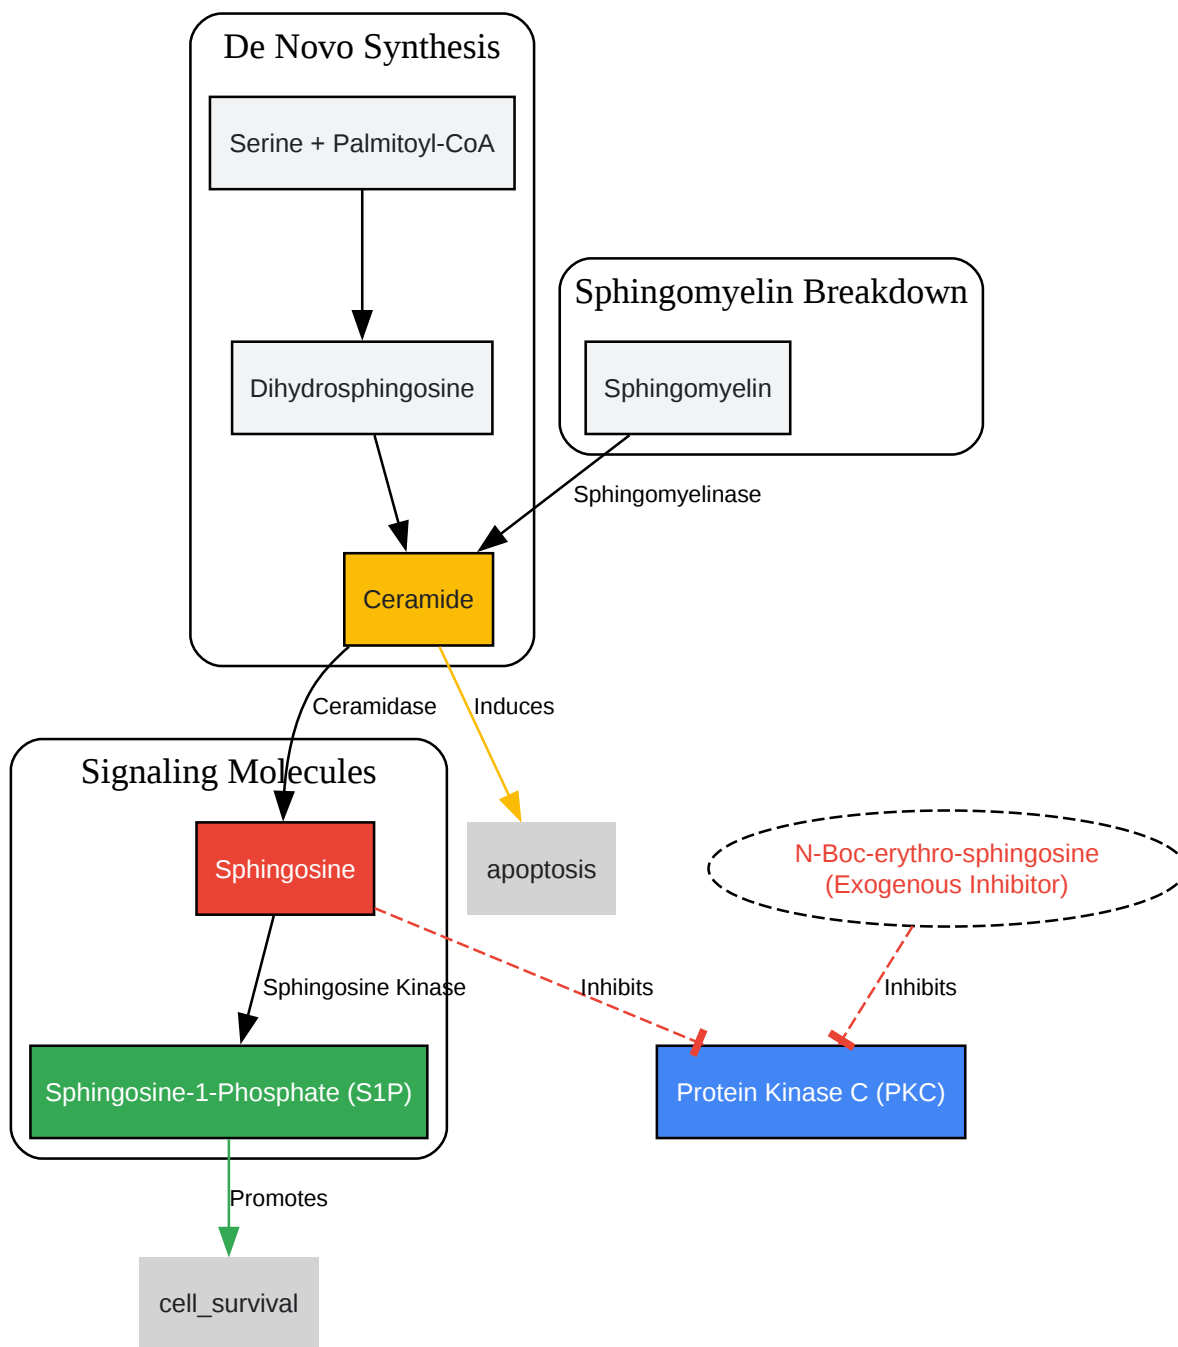 De Novo Synthesis
Serine + Palmitoyl-CoA
Sphingomyelin Breakdown
Dihydrosphingosine
Sphingomyelin
Sphingomyelinase
Ceramide
Ceramidase
Induces
Signaling Molecules
Sphingosine
apoptosis
N-Boc-erythro-sphingosine
(Exogenous Inhibitor)
Sphingosine Kinase
Inhibits
Inhibits
Sphingosine-1-Phosphate (S1P)
Protein Kinase C (PKC)
Promotes
cell_survival